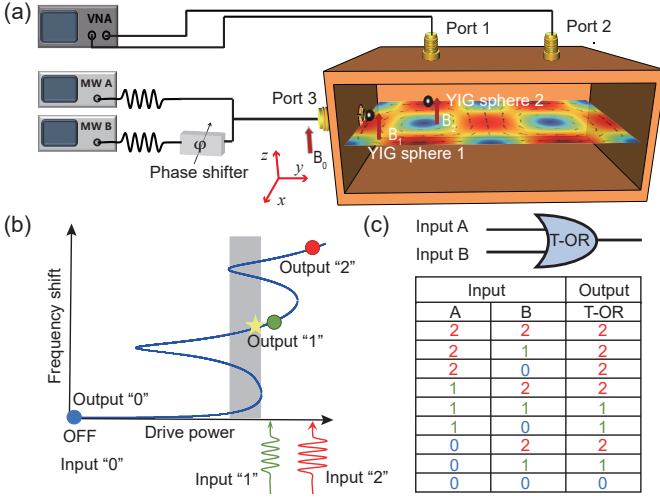 (a)
VNA
Port 1
Port 2
MW A
MW B
φ
Phase shifter
Port 3
B0
z
y
x
YIG sphere 2
B2
B1
YIG sphere 1
(b)
Frequency shift
Output “2”
Output “1”
Output “0”
OFF
Drive power
Input “0”
Input “1”
Input “2”
(c)
Input A
Input B
T-OR
Input Output
A B T-OR
2 2 2
2 1 2
2 0 2
1 2 2
1 1 1
1 0 1
0 2 2
0 1 1
0 0 0